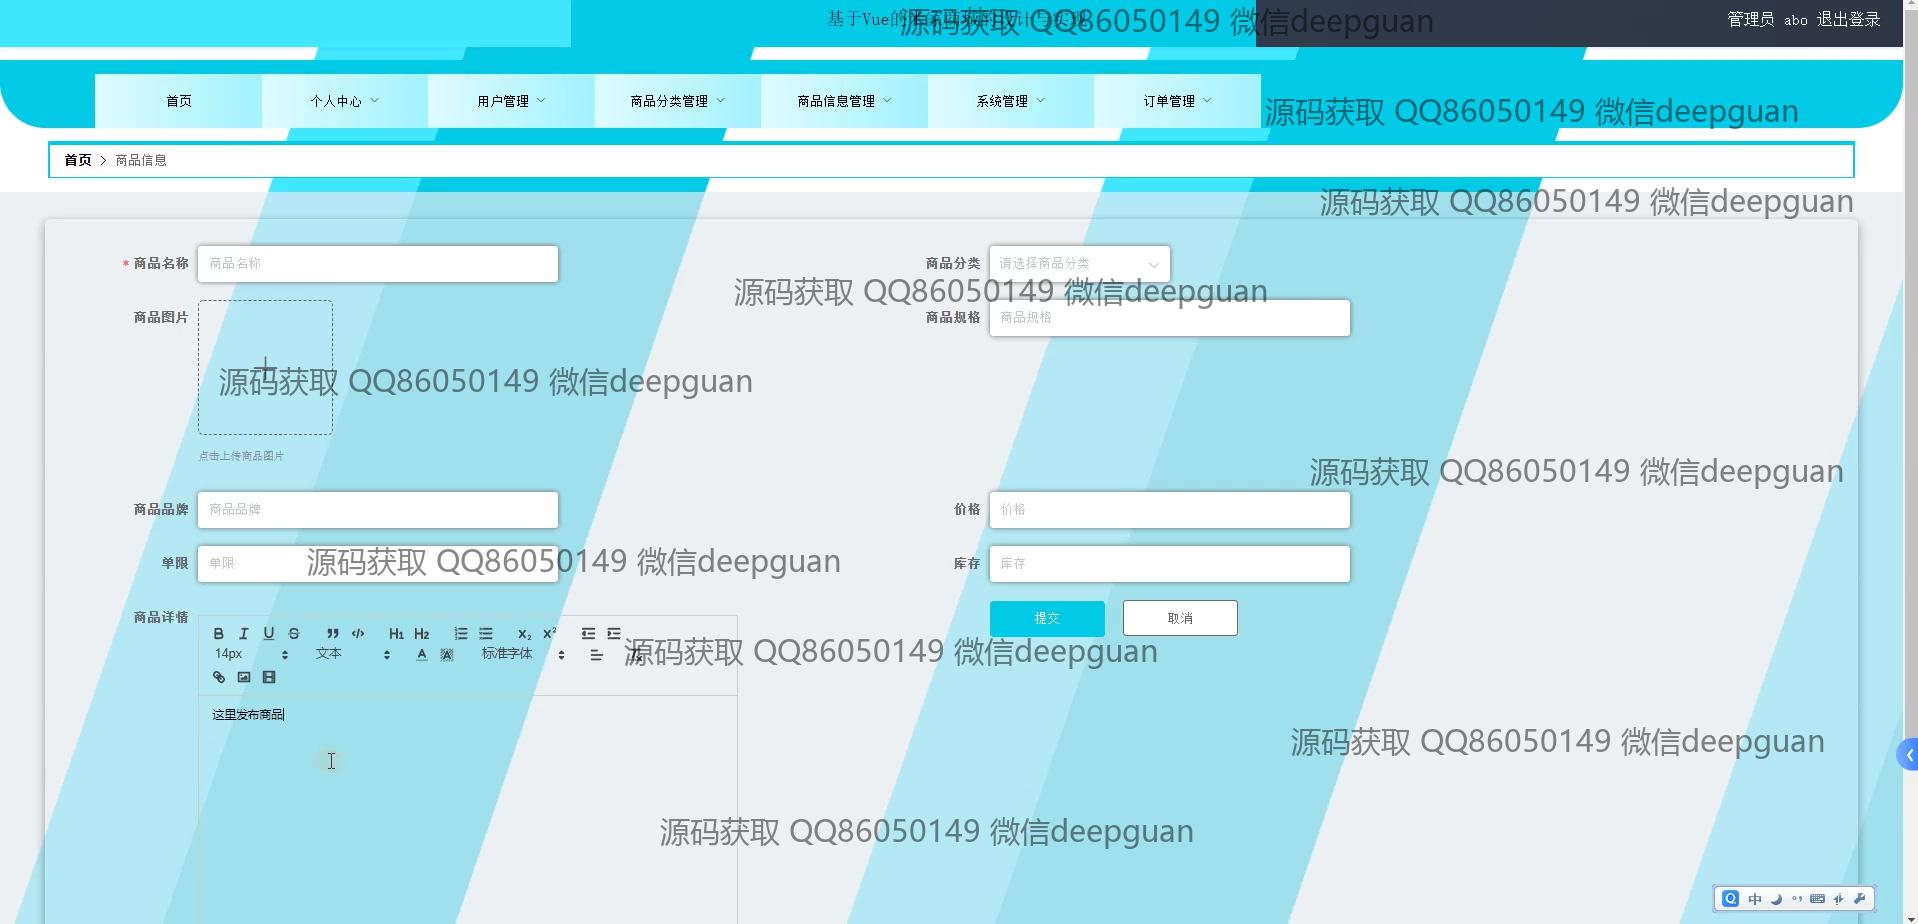 基于Vue的
源码获取 QQ86050149 微信deepguan
管理员 abo 退出登录
首页 个人中心 用户管理 商品分类管理 商品信息管理 系统管理 订单管理
源码获取 QQ86050149 微信deepguan
首页 > 商品信息
源码获取 QQ86050149 微信deepguan
* 商品名称 商品名称 商品分类 请选择商品分类
源码获取 QQ86050149 微信deepguan
商品图片 商品规格 商品规格
源码获取 QQ86050149 微信deepguan
点击上传商品图片
源码获取 QQ86050149 微信deepguan
商品品牌 商品品牌 价格 价格
单限 单限 库存 库存
源码获取 QQ86050149 微信deepguan
商品详情 提交 取消
B I U S H1 H2 X₂ X²
14px 文本 A A 标准字体
源码获取 QQ86050149 微信deepguan
这里发布商品
源码获取 QQ86050149 微信deepguan
源码获取 QQ86050149 微信deepguan
中